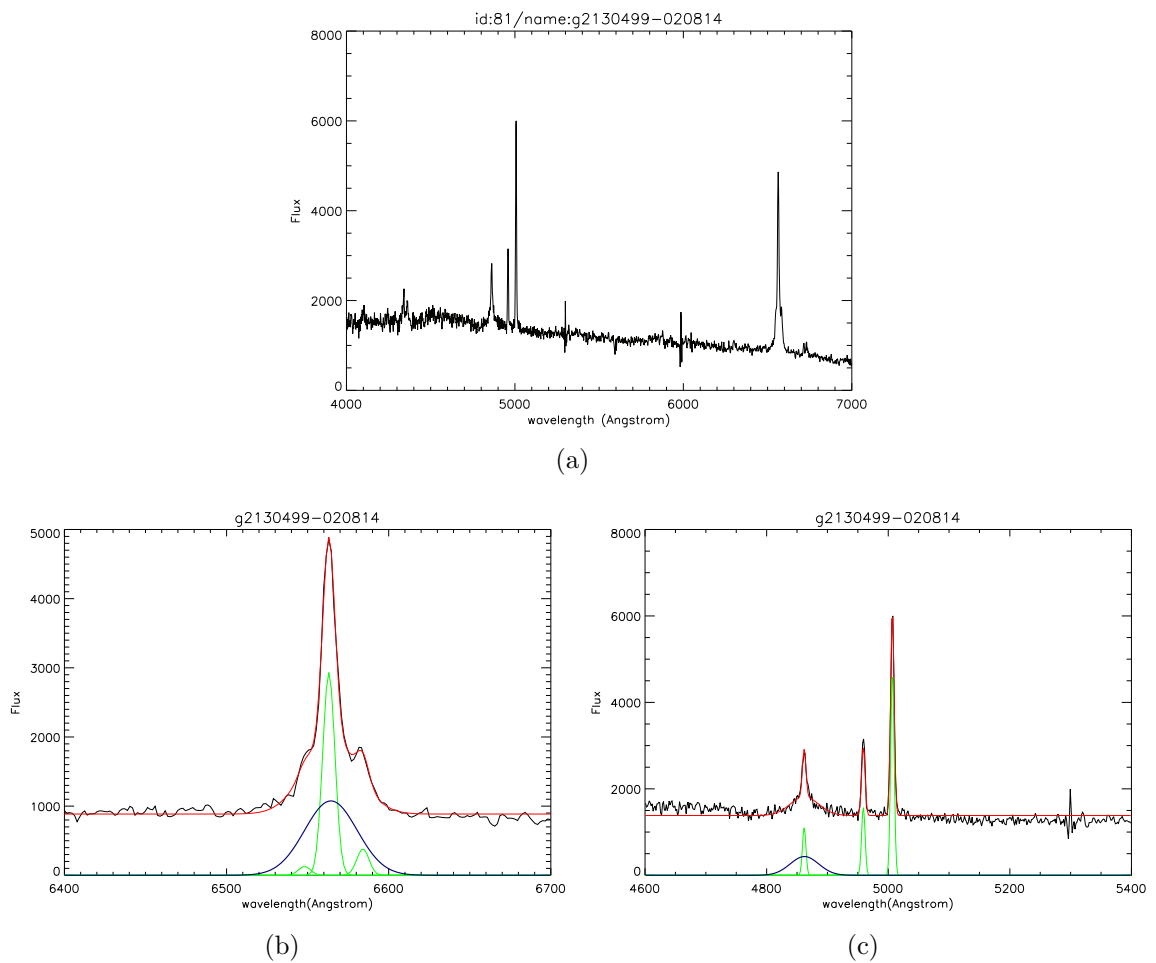 id:81/name:g2130499-020814
8000
6000
4000
2000
0
Flux
4000 5000 6000 7000
wavelength (Angstrom)
(a)
g2130499-020814
5000
4000
3000
2000
1000
0
Flux
6400 6500 6600 6700
wavelength(Angstrom)
(b)
g2130499-020814
8000
6000
4000
2000
0
Flux
4600 4800 5000 5200 5400
wavelength(Angstrom)
(c)